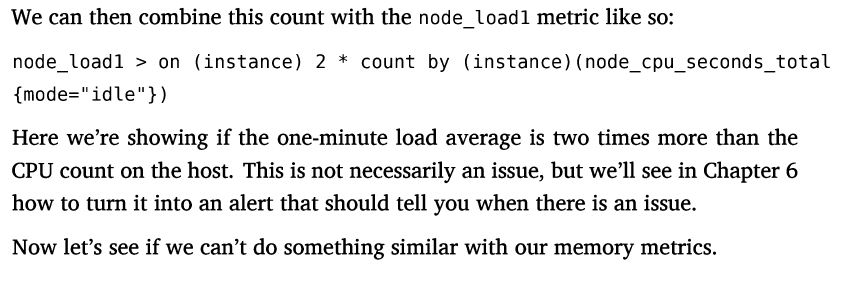 We can then combine this count with the node_load1 metric like so:
node_load1 > on (instance) 2 * count by (instance)(node_cpu_seconds_total
{mode="idle"})
Here we’re showing if the one-minute load average is two times more than the
CPU count on the host. This is not necessarily an issue, but we’ll see in Chapter 6
how to turn it into an alert that should tell you when there is an issue.
Now let’s see if we can’t do something similar with our memory metrics.